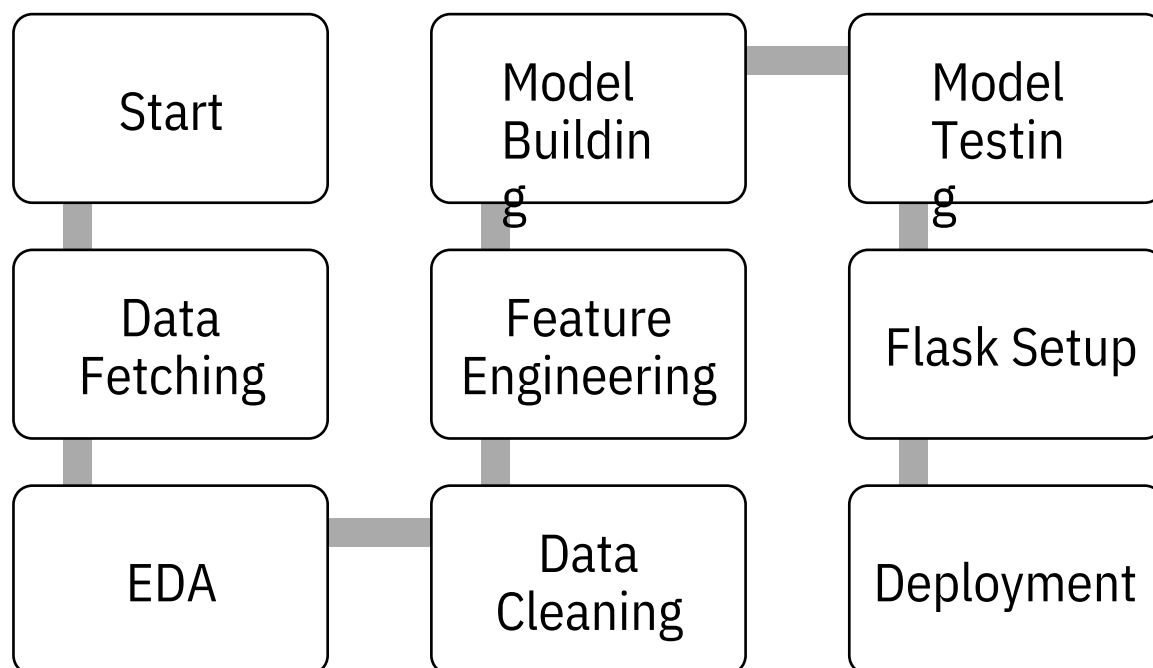 Start
Data
Fetching
EDA
Data
Cleaning
Feature
Engineering
Model
Buildin
g
Model
Testin
g
Flask Setup
Deployment